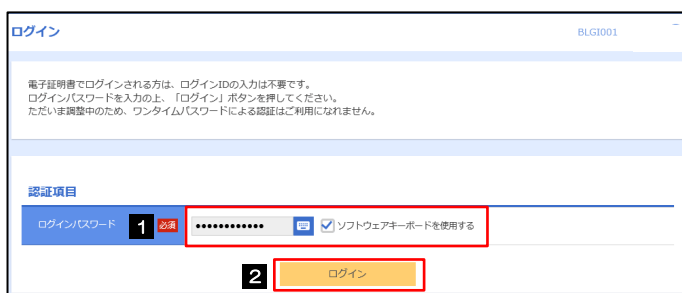 ログイン
BLGI001
電子証明書でログインされる方は、ログインIDの入力は不要です。
ログインパスワードを入力の上、「ログイン」ボタンを押してください。
ただいま調整中のため、ワンタイムパスワードによる認証はご利用になれません。
認証項目
ログインパスワード 1 必須 ●●●●●●●●●●●● ソフトウェアキーボードを使用する
2 ログイン